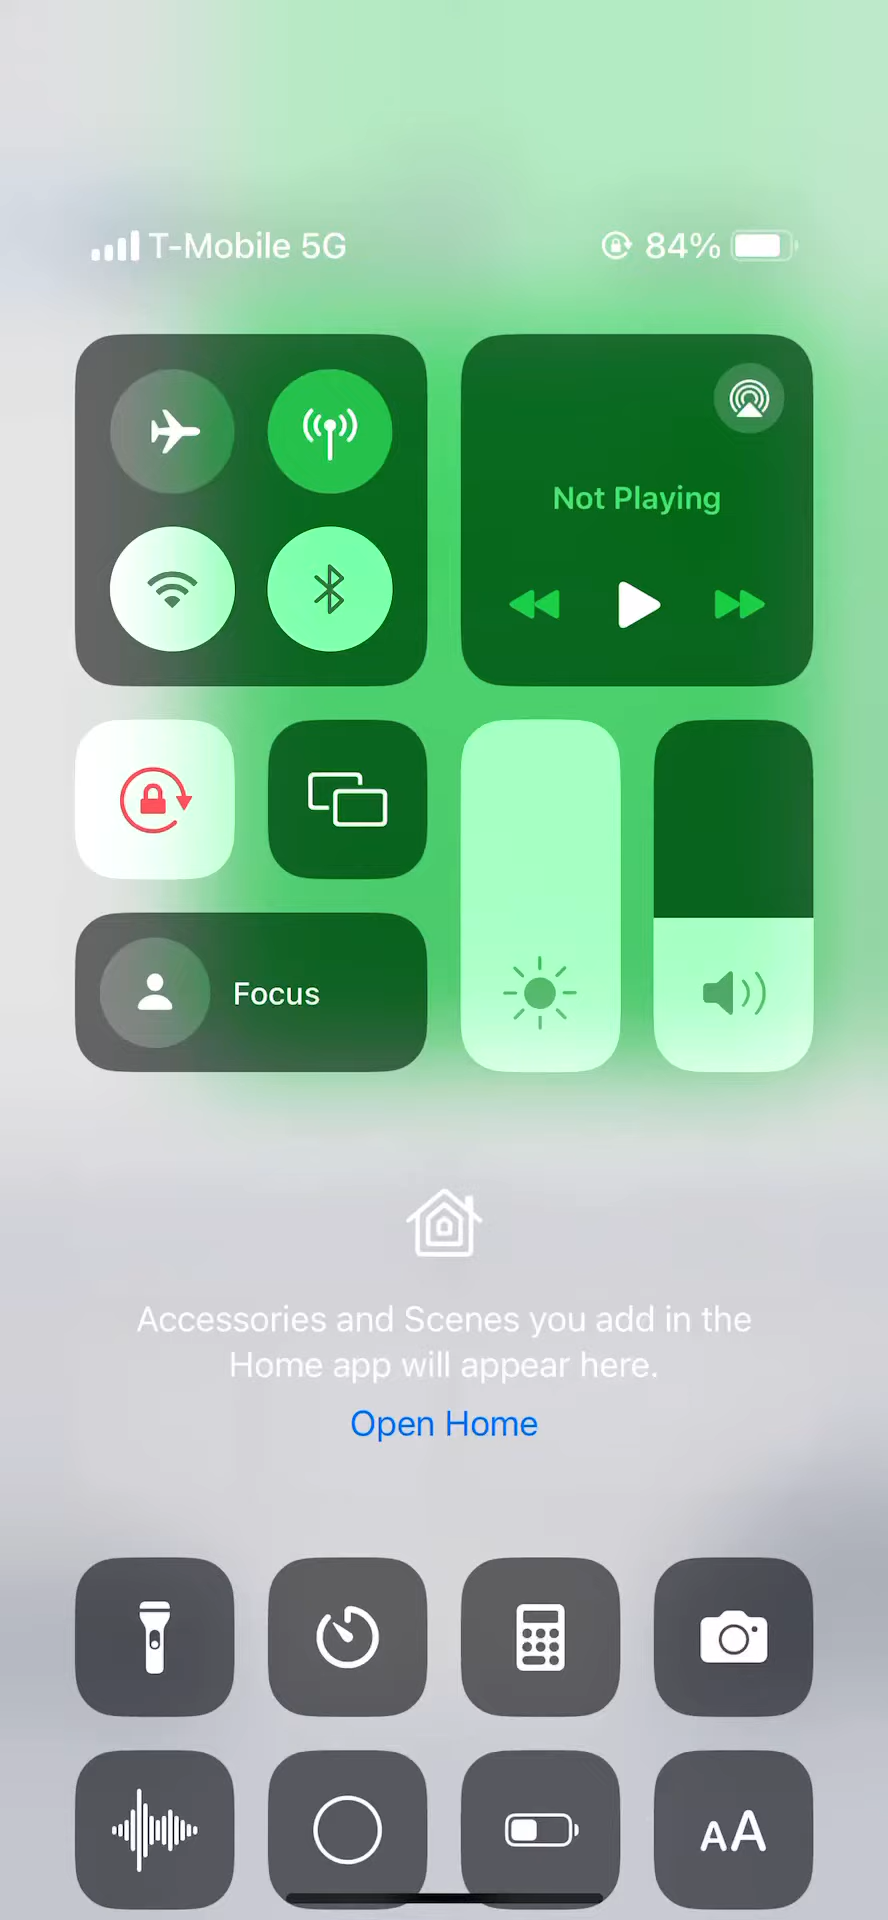 T-Mobile 5G
84%
Not Playing
Focus
Accessories and Scenes you add in the
Home app will appear here.
Open Home
AA